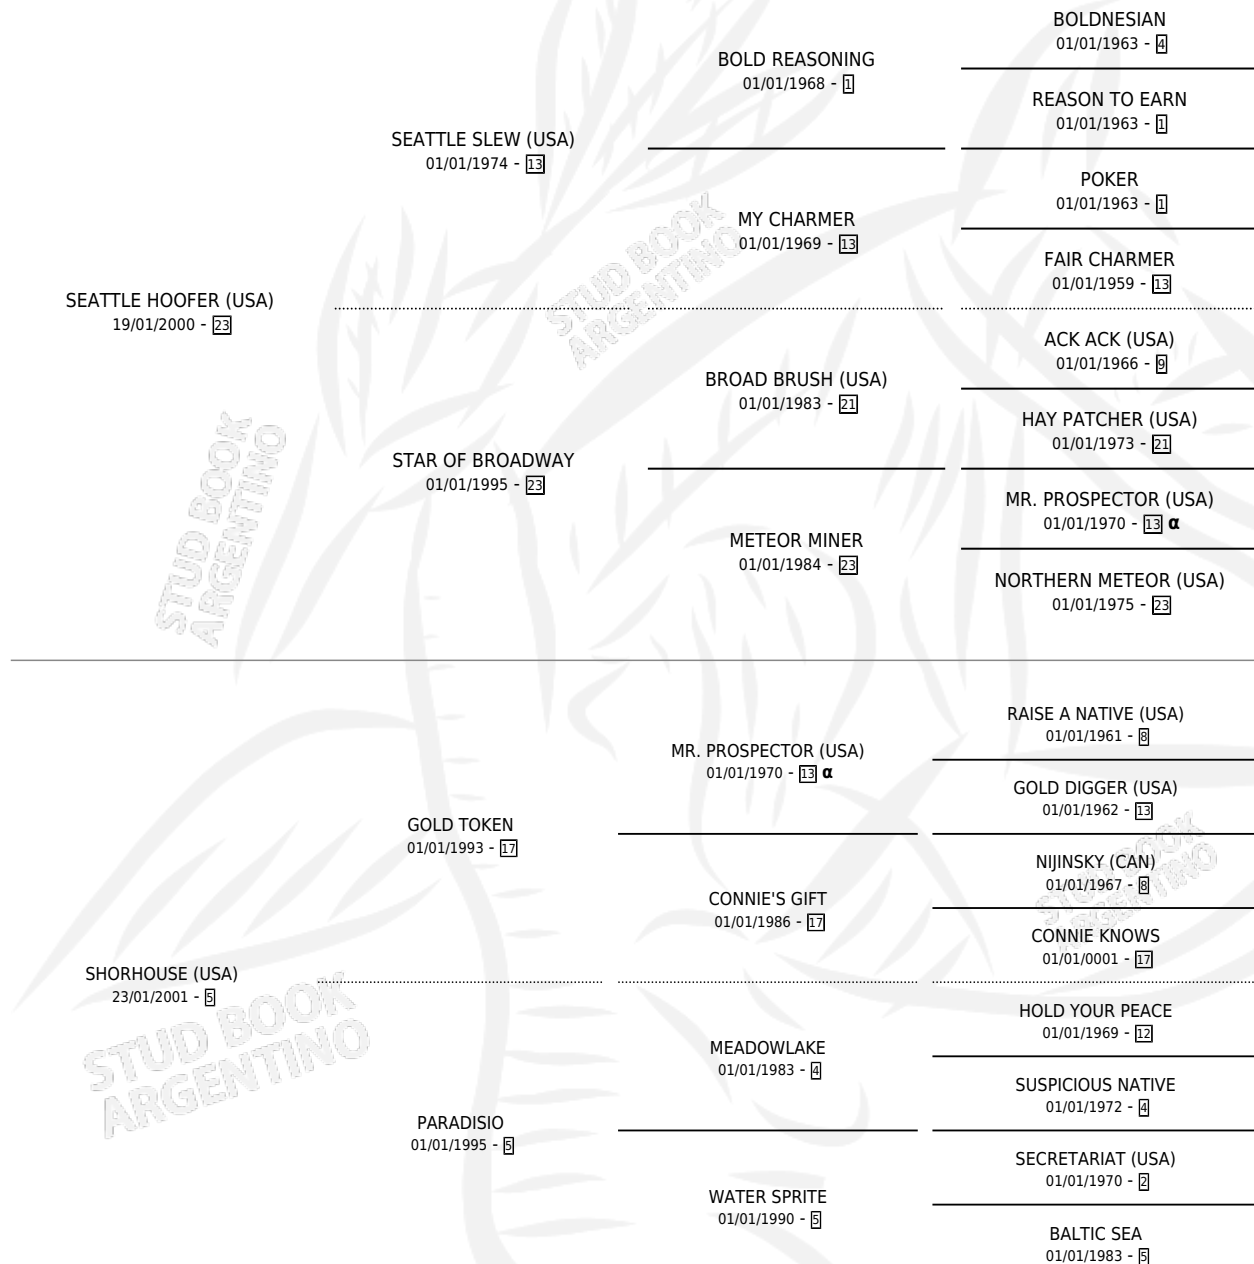 BOLDNESIAN
01/01/1963 - 4
BOLD REASONING
01/01/1968 - 1
REASON TO EARN
01/01/1963 - 1
SEATTLE SLEW (USA)
01/01/1974 - 13
POKER
01/01/1963 - 1
MY CHARMER
01/01/1969 - 13
FAIR CHARMER
01/01/1959 - 13
SEATTLE HOOFER (USA)
19/01/2000 - 23
STUD BOOK
ARGENTINO
ACK ACK (USA)
01/01/1966 - 9
BROAD BRUSH (USA)
01/01/1983 - 21
HAY PATCHER (USA)
01/01/1973 - 21
STAR OF BROADWAY
01/01/1995 - 23
MR. PROSPECTOR (USA)
01/01/1970 - 13 α
METEOR MINER
01/01/1984 - 23
NORTHERN METEOR (USA)
01/01/1975 - 23
STUD BOOK
ARGENTINO
RAISE A NATIVE (USA)
01/01/1961 - 8
MR. PROSPECTOR (USA)
01/01/1970 - 13 α
GOLD DIGGER (USA)
01/01/1962 - 13
GOLD TOKEN
01/01/1993 - 17
NIJINSKY (CAN)
01/01/1967 - 8
CONNIE'S GIFT
01/01/1986 - 17
CONNIE KNOWS
01/01/0001 - 17
STUD BOOK
ARGENTINO
SHORHOUSE (USA)
23/01/2001 - 5
STUD BOOK
ARGENTINO
HOLD YOUR PEACE
01/01/1969 - 12
MEADOWLAKE
01/01/1983 - 4
SUSPICIOUS NATIVE
01/01/1972 - 4
PARADISIO
01/01/1995 - 5
SECRETARIAT (USA)
01/01/1970 - 2
WATER SPRITE
01/01/1990 - 5
BALTIC SEA
01/01/1983 - 5